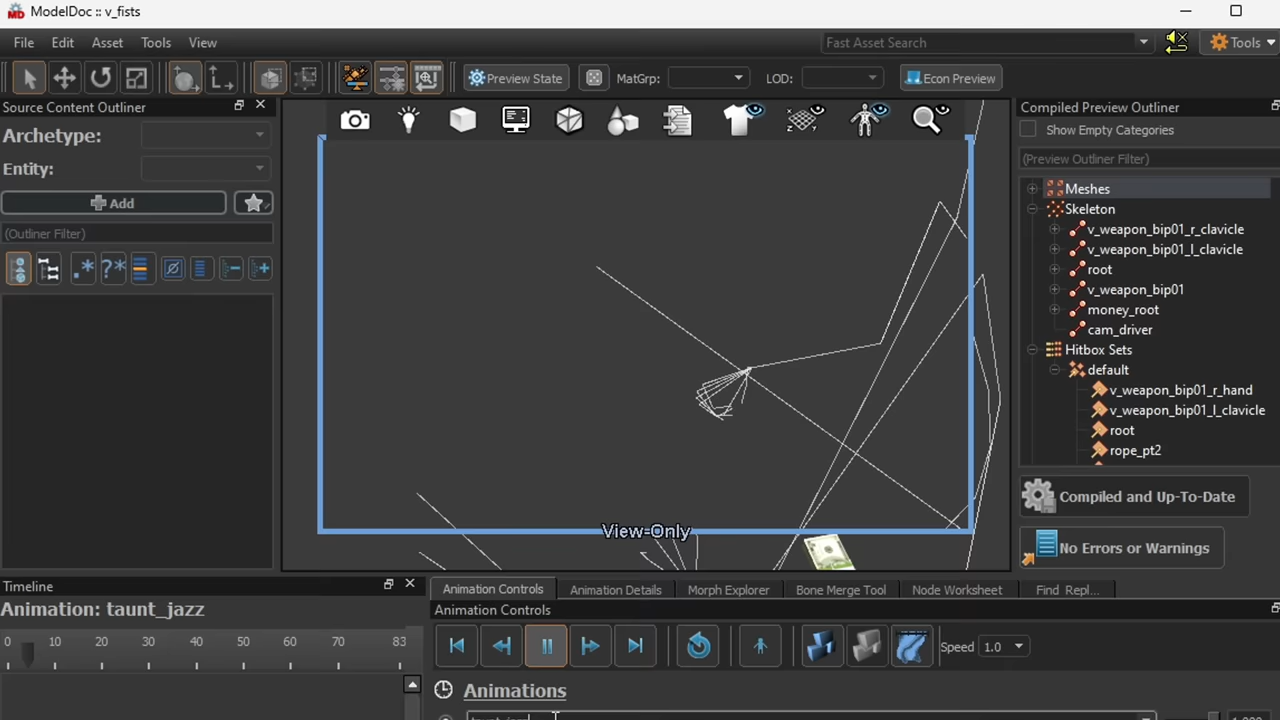 ModelDoc :: v_fists
File Edit Asset Tools View
Fast Asset Search
Tools
Preview State
MatGrp:
LOD:
Econ Preview
Source Content Outliner
Archetype:
Entity:
Add
(Outliner Filter)
View-Only
Compiled Preview Outliner
Show Empty Categories
(Preview Outliner Filter)
Meshes
Skeleton
v_weapon_bip01_r_clavicle
v_weapon_bip01_l_clavicle
root
v_weapon_bip01
money_root
cam_driver
Hitbox Sets
default
v_weapon_bip01_r_hand
v_weapon_bip01_l_clavicle
root
rope_pt2
Compiled and Up-To-Date
No Errors or Warnings
Timeline
Animation: taunt_jazz
0 10 20 30 40 50 60 70 83
Animation Controls Animation Details Morph Explorer Bone Merge Tool Node Worksheet Find_Repl...
Animation Controls
Speed 1.0
Animations